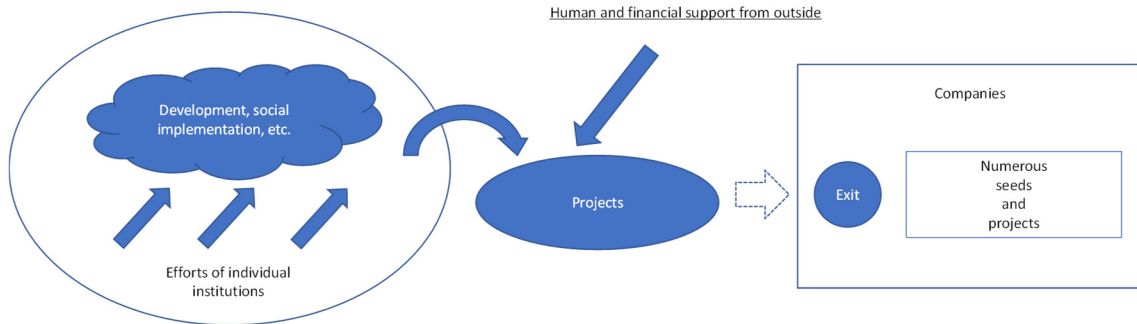 Human and financial support from outside
Development, social
implementation, etc.
Efforts of individual
institutions
Projects
Companies
Exit
Numerous
seeds
and
projects